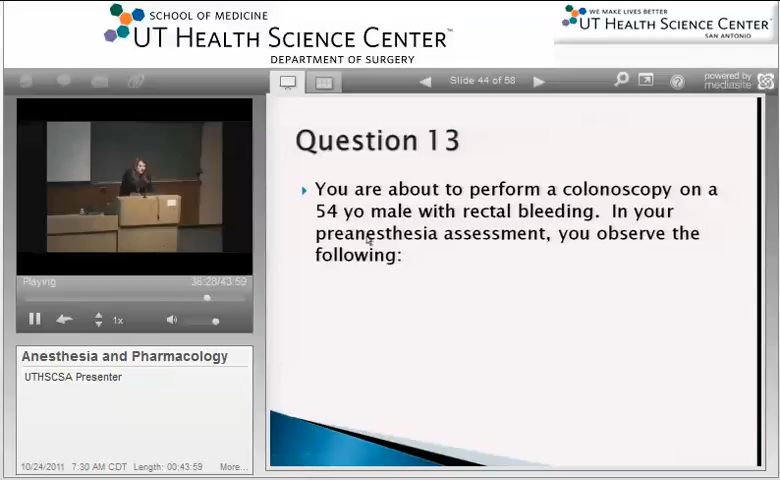 SCHOOL OF MEDICINE
UT HEALTH SCIENCE CENTER™
DEPARTMENT OF SURGERY
WE MAKE LIVES BETTER
UT HEALTH SCIENCE CENTER
SAN ANTONIO
Slide 44 of 58
powered by
mediasite
Question 13
You are about to perform a colonoscopy on a
54 yo male with rectal bleeding. In your
preanesthesia assessment, you observe the
following:
Playing
36:28/43:59
1x
Anesthesia and Pharmacology
UTHSCSA Presenter
10/24/2011 7:30 AM CDT Length: 00:43:59 More...